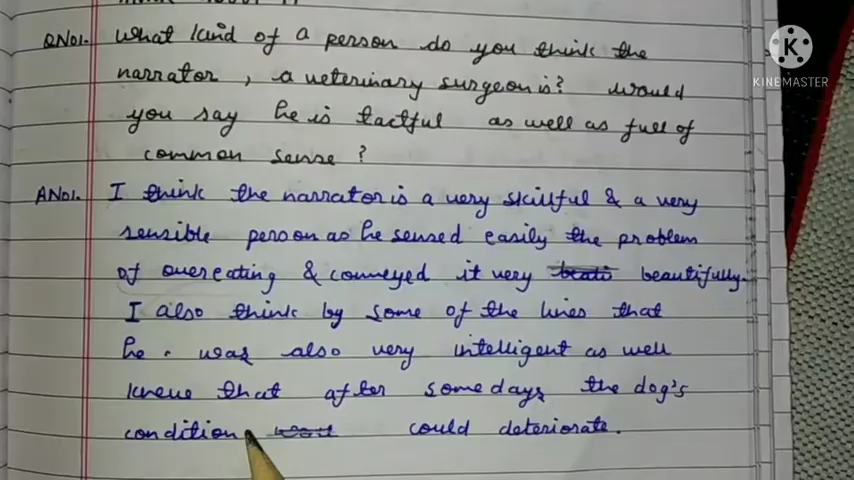 QNo1. What kind of a person do you think the
narrator, a veterinary surgeon is? Would
you say he is tactful as well as full of
common sense?
ANo1. I think the narrator is a very skillful & a very
sensible person as he sensed easily the problem
of overeating & conveyed it very beautifully.
I also think by some of the lines that
he was also very intelligent as well
knew that after some days the dog's
condition could deteriorate.
K
KINEMASTER